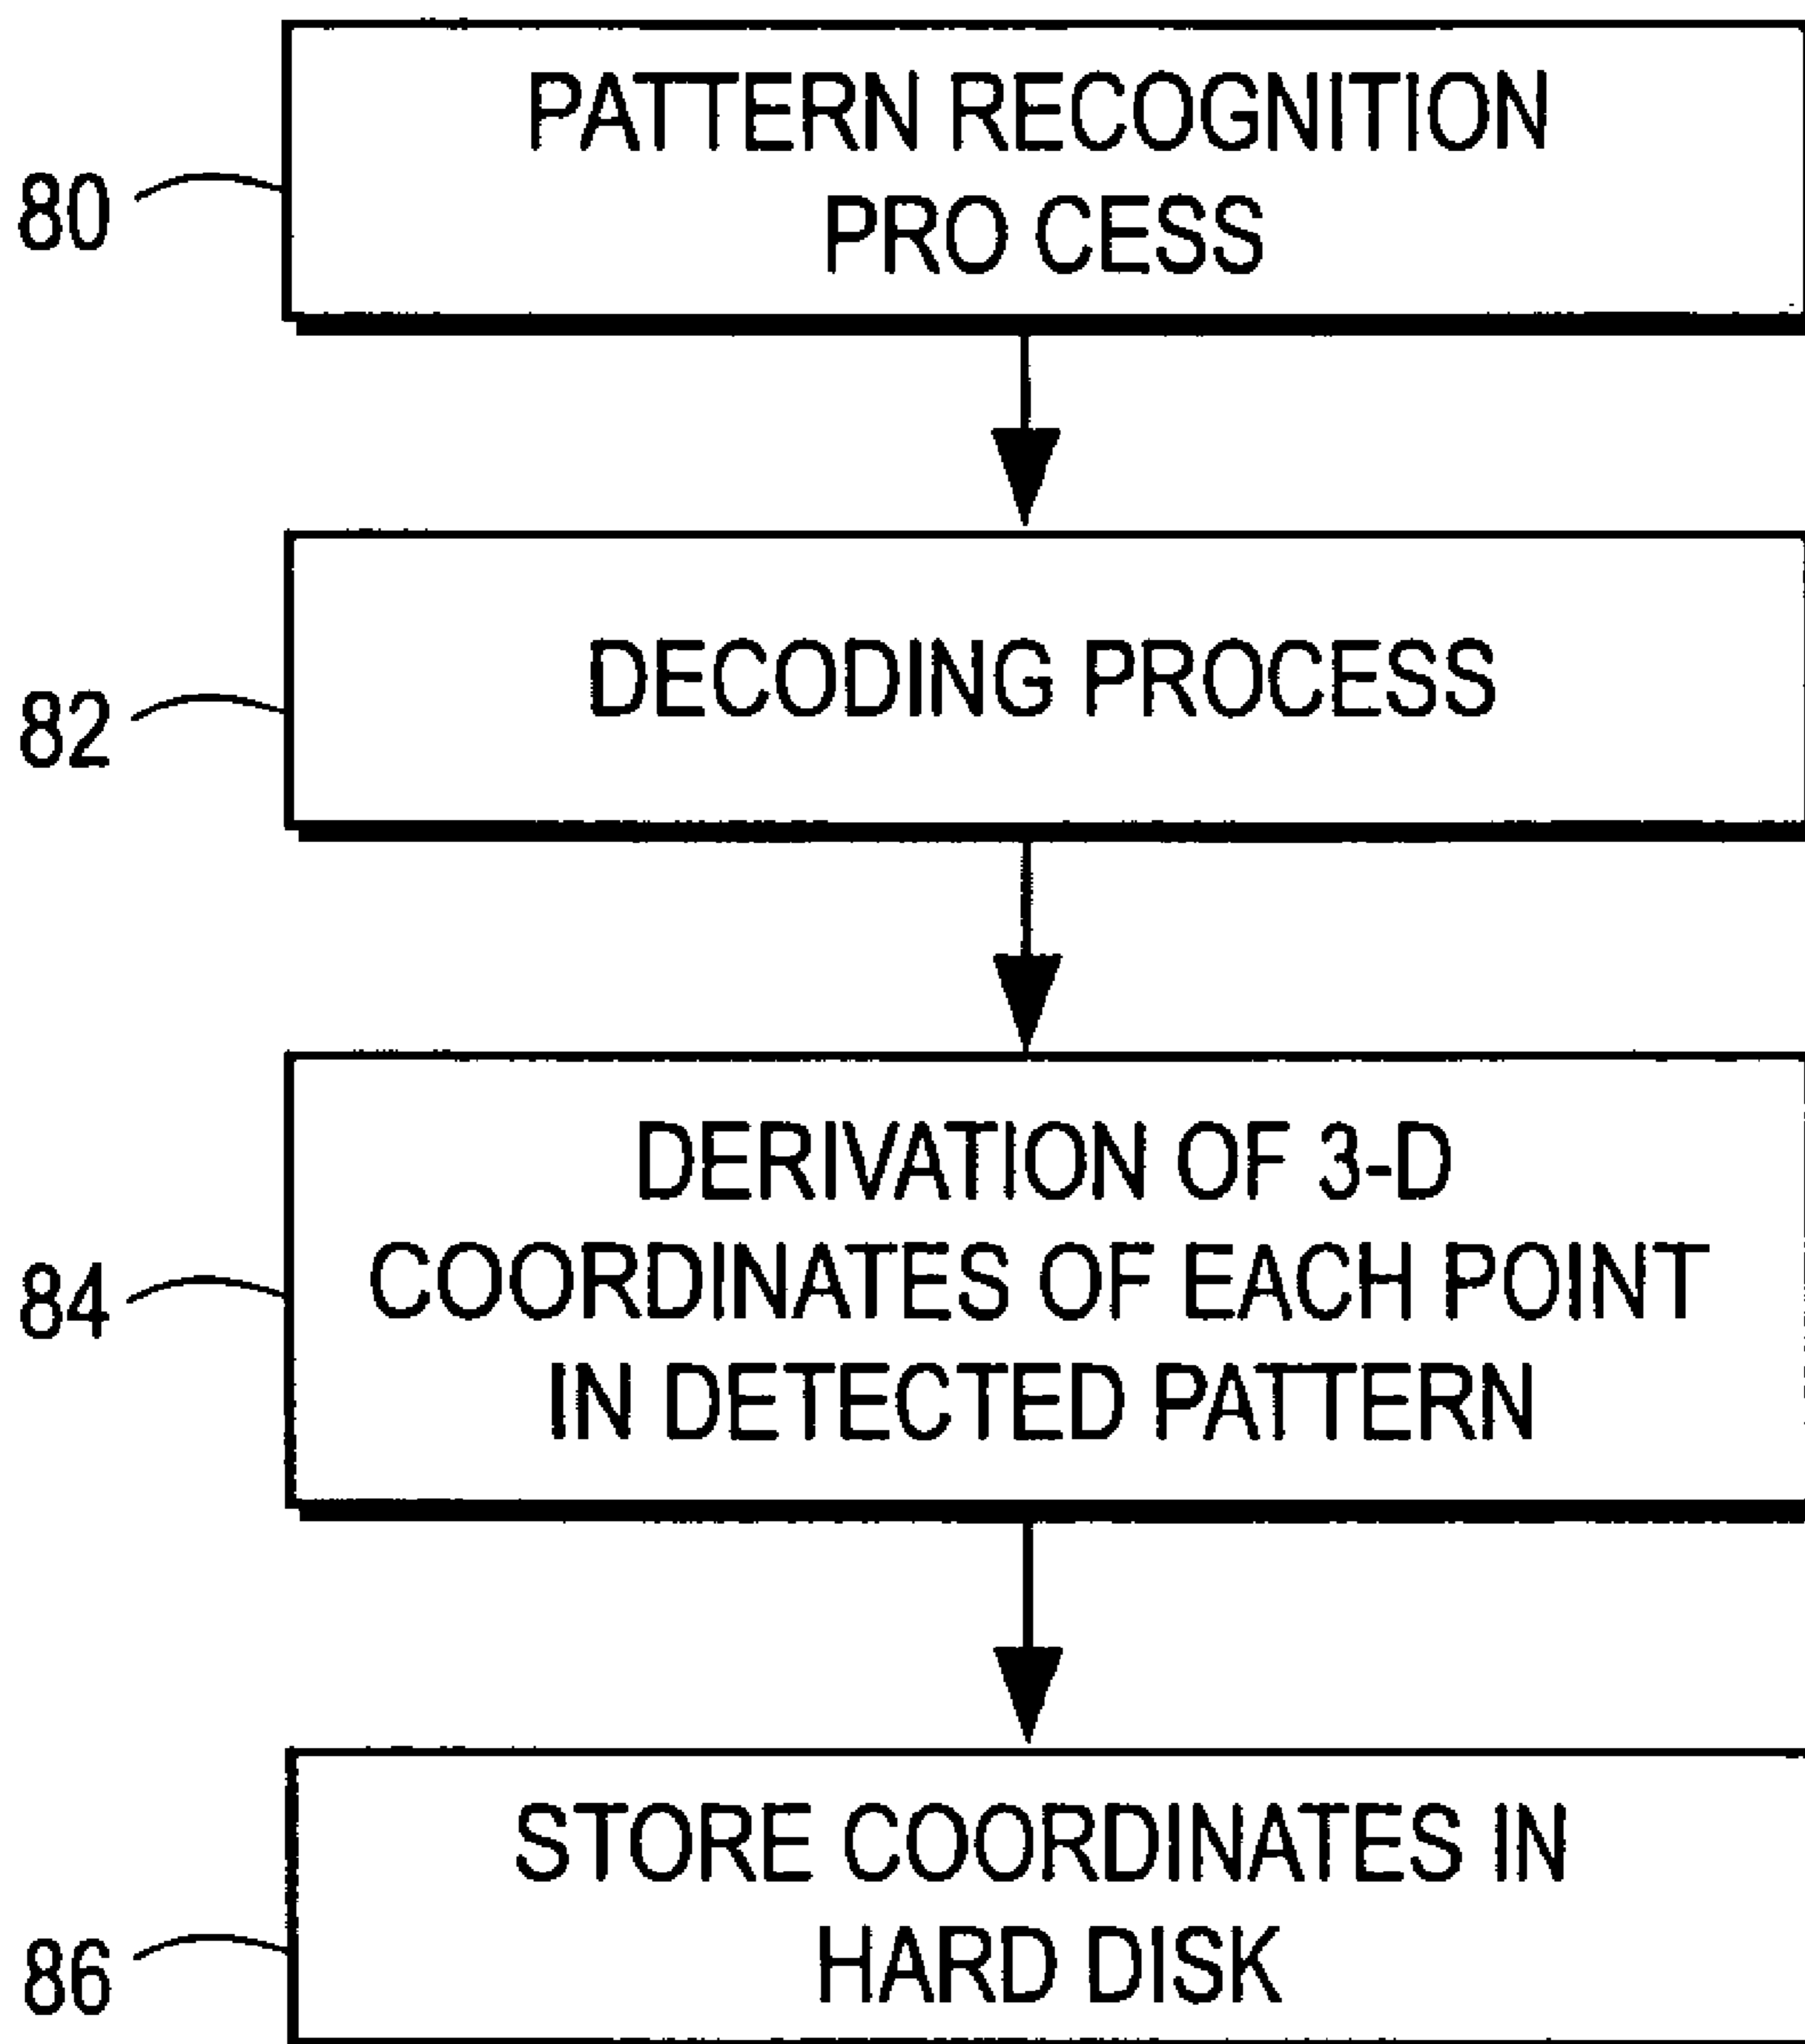 PATTERN RECOGNITION
PRO CESS
80
DECODING PROCESS
82
DERIVATION OF 3-D
COORDINATES OF EACH POINT
IN DETECTED PATTERN
84
STORE COORDINATES IN
HARD DISK
86